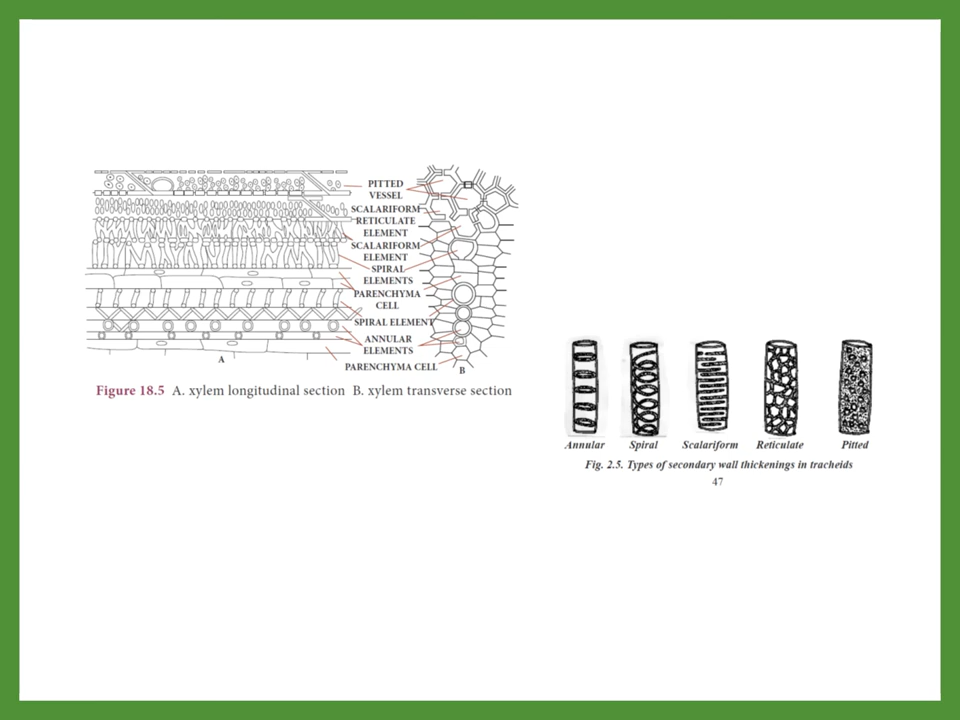 PITTED
VESSEL
SCALARIFORM
RETICULATE
ELEMENT
SCALARIFORM
ELEMENT
SPIRAL
ELEMENTS
PARENCHYMA
CELL
SPIRAL ELEMENT
ANNULAR
ELEMENTS
PARENCHYMA CELL
A
B
Figure 18.5 A. xylem longitudinal section B. xylem transverse section
Annular Spiral Scalariform Reticulate Pitted
Fig. 2.5. Types of secondary wall thickenings in tracheids
47